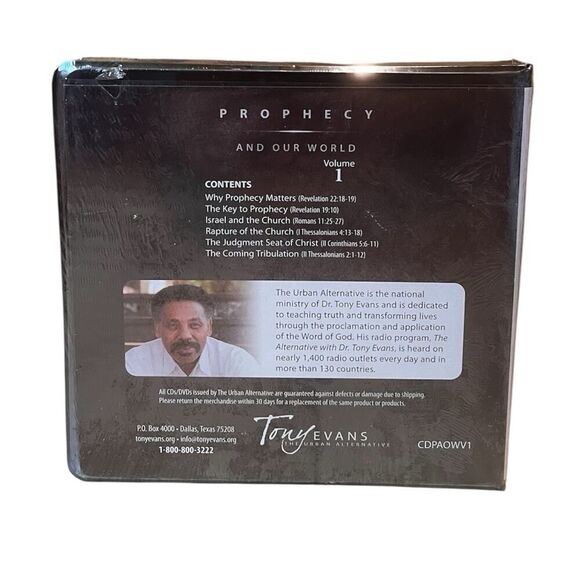 PROPHECY
AND OUR WORLD
Volume
1
CONTENTS
Why Prophecy Matters (Revelation 22:18-19)
The Key to Prophecy (Revelation 19:10)
Israel and the Church (Romans 11:25-27)
Rapture of the Church (I Thessalonians 4:13-18)
The Judgment Seat of Christ (II Corinthians 5:6-11)
The Coming Tribulation (II Thessalonians 2:1-12)
The Urban Alternative is the national
ministry of Dr. Tony Evans and is dedicated
to teaching truth and transforming lives
through the proclamation and application
of the Word of God. His radio program, The
Alternative with Dr. Tony Evans, is heard on
nearly 1,400 radio outlets every day and in
more than 130 countries.
All CDs/DVDs issued by The Urban Alternative are guaranteed against defects or damage due to shipping.
Please return the merchandise within 30 days for a replacement of the same product or products.
P.O. Box 4000 • Dallas, Texas 75208
tonyevans.org • info@tonyevans.org
1-800-800-3222
Tony EVANS
THE URBAN ALTERNATIVE
CDPAOWV1